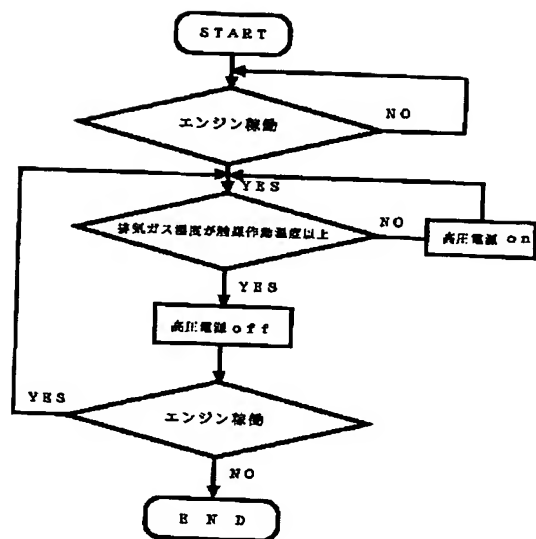 START
エンジン稼働
NO
YES
排気ガス温度が触媒作動温度以上
NO
高圧電源 on
YES
高圧電源 off
エンジン稼働
YES
NO
END